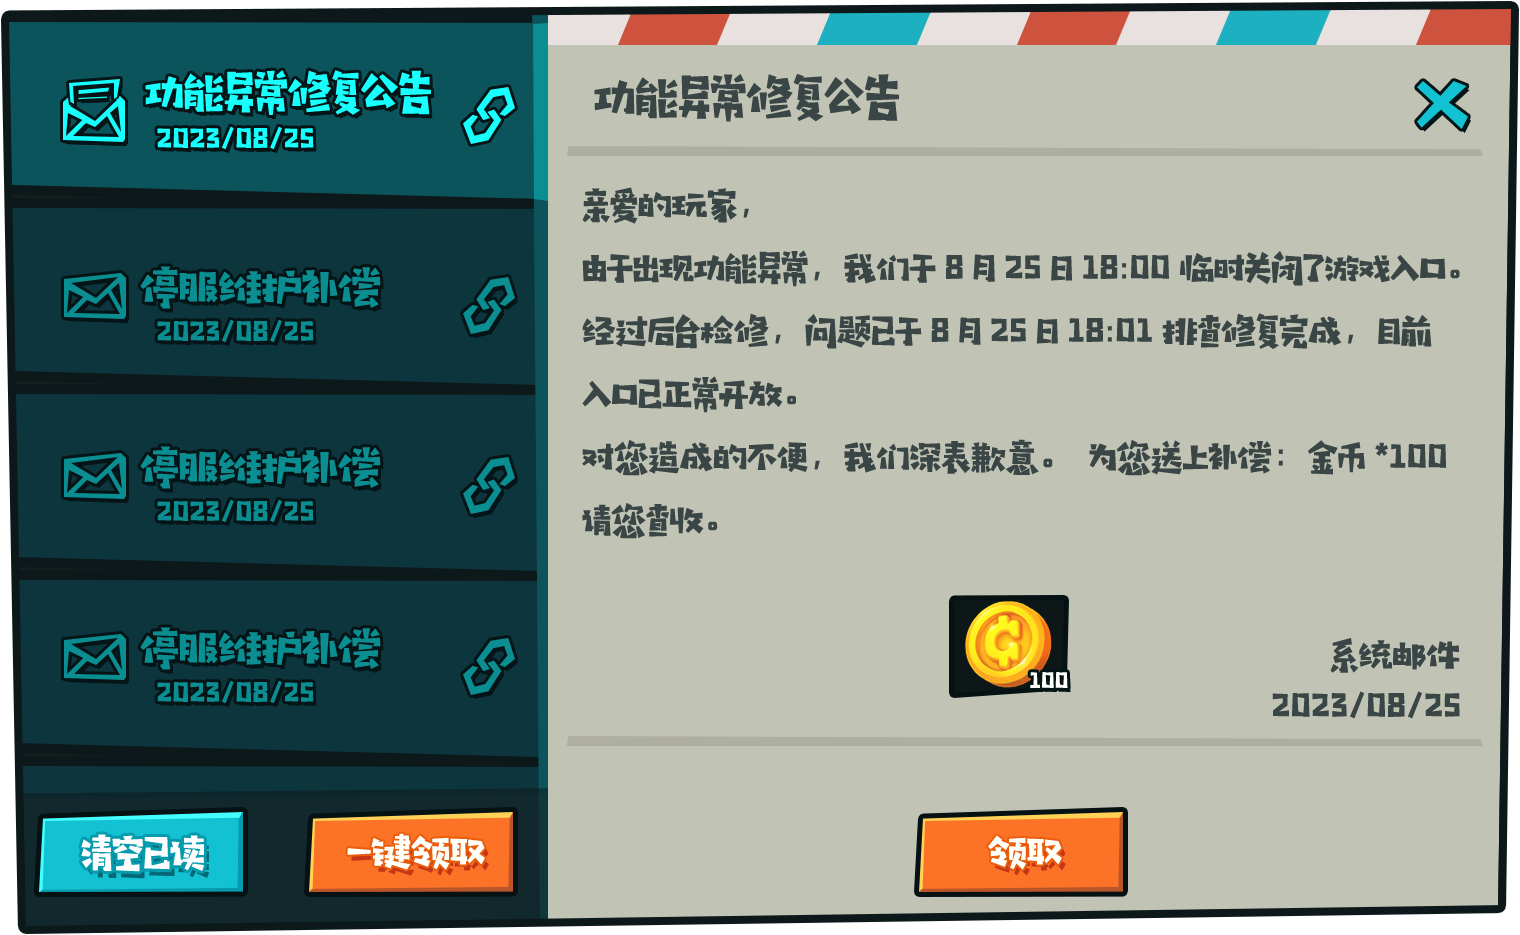 功能异常修复公告
2023/08/25
停服维护补偿
2023/08/25
停服维护补偿
2023/08/25
停服维护补偿
2023/08/25
清空已读
一键领取
功能异常修复公告
亲爱的玩家，
由于出现功能异常，我们于 8 月 25 日 18:00 临时关闭了游戏入口。
经过后台检修，问题已于 8 月 25 日 18:01 排查修复完成，目前
入口已正常开放。
对您造成的不便，我们深表歉意。 为您送上补偿：金币 *100
请您查收。
100
系统邮件
2023/08/25
领取